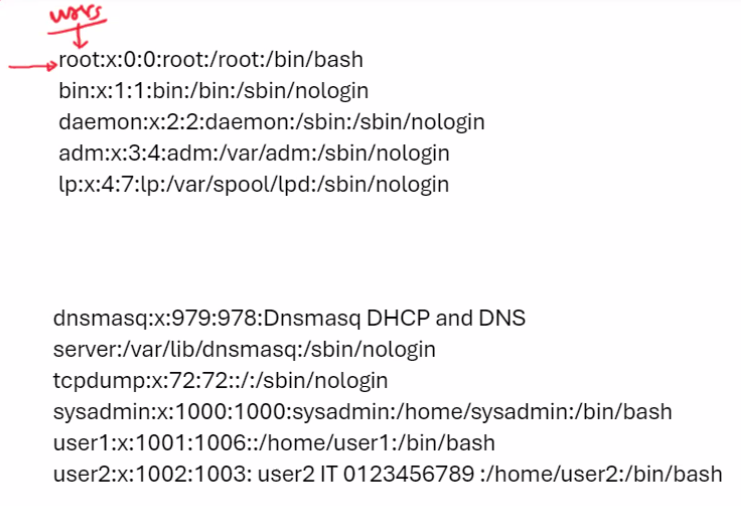 users
root:x:0:0:root:/root:/bin/bash
bin:x:1:1:bin:/bin:/sbin/nologin
daemon:x:2:2:daemon:/sbin:/sbin/nologin
adm:x:3:4:adm:/var/adm:/sbin/nologin
lp:x:4:7:lp:/var/spool/lpd:/sbin/nologin
dnsmasq:x:979:978:Dnsmasq DHCP and DNS
server:/var/lib/dnsmasq:/sbin/nologin
tcpdump:x:72:72::/:/sbin/nologin
sysadmin:x:1000:1000:sysadmin:/home/sysadmin:/bin/bash
user1:x:1001:1006::/home/user1:/bin/bash
user2:x:1002:1003: user2 IT 0123456789 :/home/user2:/bin/bash